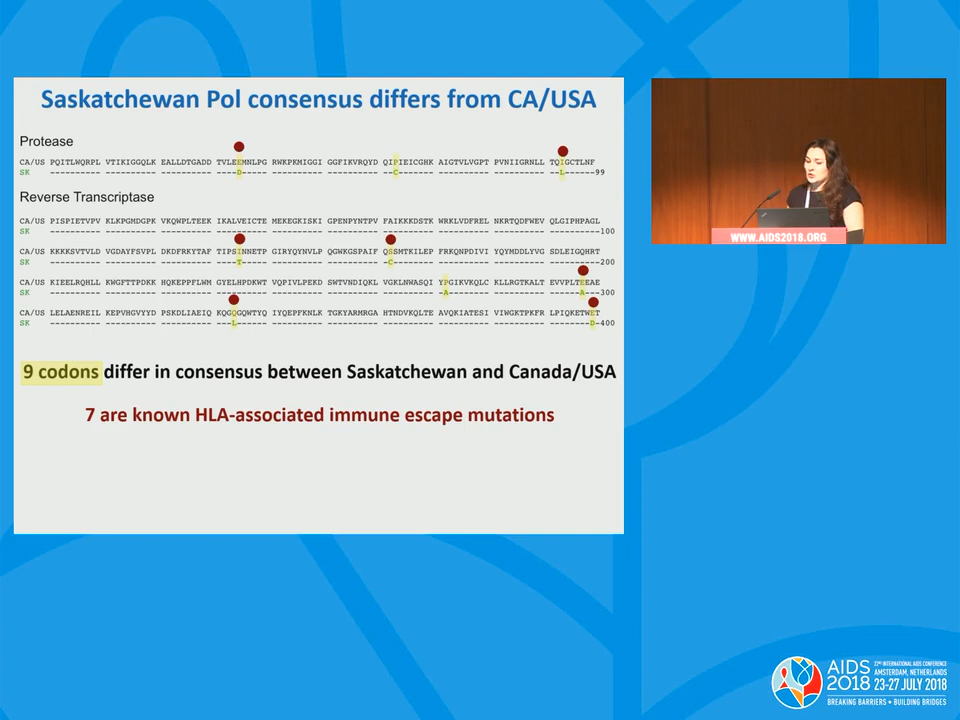 Saskatchewan Pol consensus differs from CA/USA
Protease
CA/US PQITLWQRPL VTIKIGGQLK EALLDTGADD TVLEEMNLPG RWKPKMIGGI GGFIKVRQYD QIPIEICGHK AIGTVLVGPT PVNIIGRNLL TQIGCTLNF
SK ---------- ---------- ---------- ----D----- ---------- ---------- --C------- ---------- ---------- --L------99
Reverse Transcriptase
CA/US PISPIETVPV KLKPGMDGPK VKQWPLTEEK IKALVEICTE MEKEGKISKI GPENPYNTPV FAIKKKDSTK WRKLVDFREL NKRTQDFWEV QLGIPHPAGL
SK ---------- ---------- ---------- ---------- ---------- ---------- ---------- ---------- ---------- ----------100
CA/US KKKKSVTVLD VGDAYFSVPL DKDFRKYTAF TIPSINNETP GIRYQYNVLP QGWKGSPAIF QSSMTKILEP FRKQNPDIVI YQYMDDLYVG SDLEIGQHRT
SK ---------- ---------- ---------- ----T----- ---------- ---------- -C-------- ---------- ---------- ----------200
CA/US KIEELRQHLL KWGFTTPDKK HQKEPPFLWM GYELHPDKWT VQPIVLPEKD SWTVNDIQKL VGKLNWASQI YPGIKVKQLC KLLRGTKALT EVVPLTEEAE
SK ---------- ---------- ---------- ---------- ---------- ---------- ---------- -A-------- ---------- ------A---300
CA/US LELAENREIL KEPVHGVYYD PSKDLIAEIQ KQGQGQWTYQ IYQEPFKNLK TGKYARMRGA HTNDVKQLTE AVQKIATESI VIWGKTPKFR LPIQKETWET
SK ---------- ---------- ---------- ---L------ ---------- ---------- ---------- ---------- ---------- --------D-400
9 codons differ in consensus between Saskatchewan and Canada/USA
7 are known HLA-associated immune escape mutations
WWW.AIDS2018.ORG
AIDS 2018
22ND INTERNATIONAL AIDS CONFERENCE
AMSTERDAM, NETHERLANDS
23-27 JULY 2018
BREAKING BARRIERS • BUILDING BRIDGES